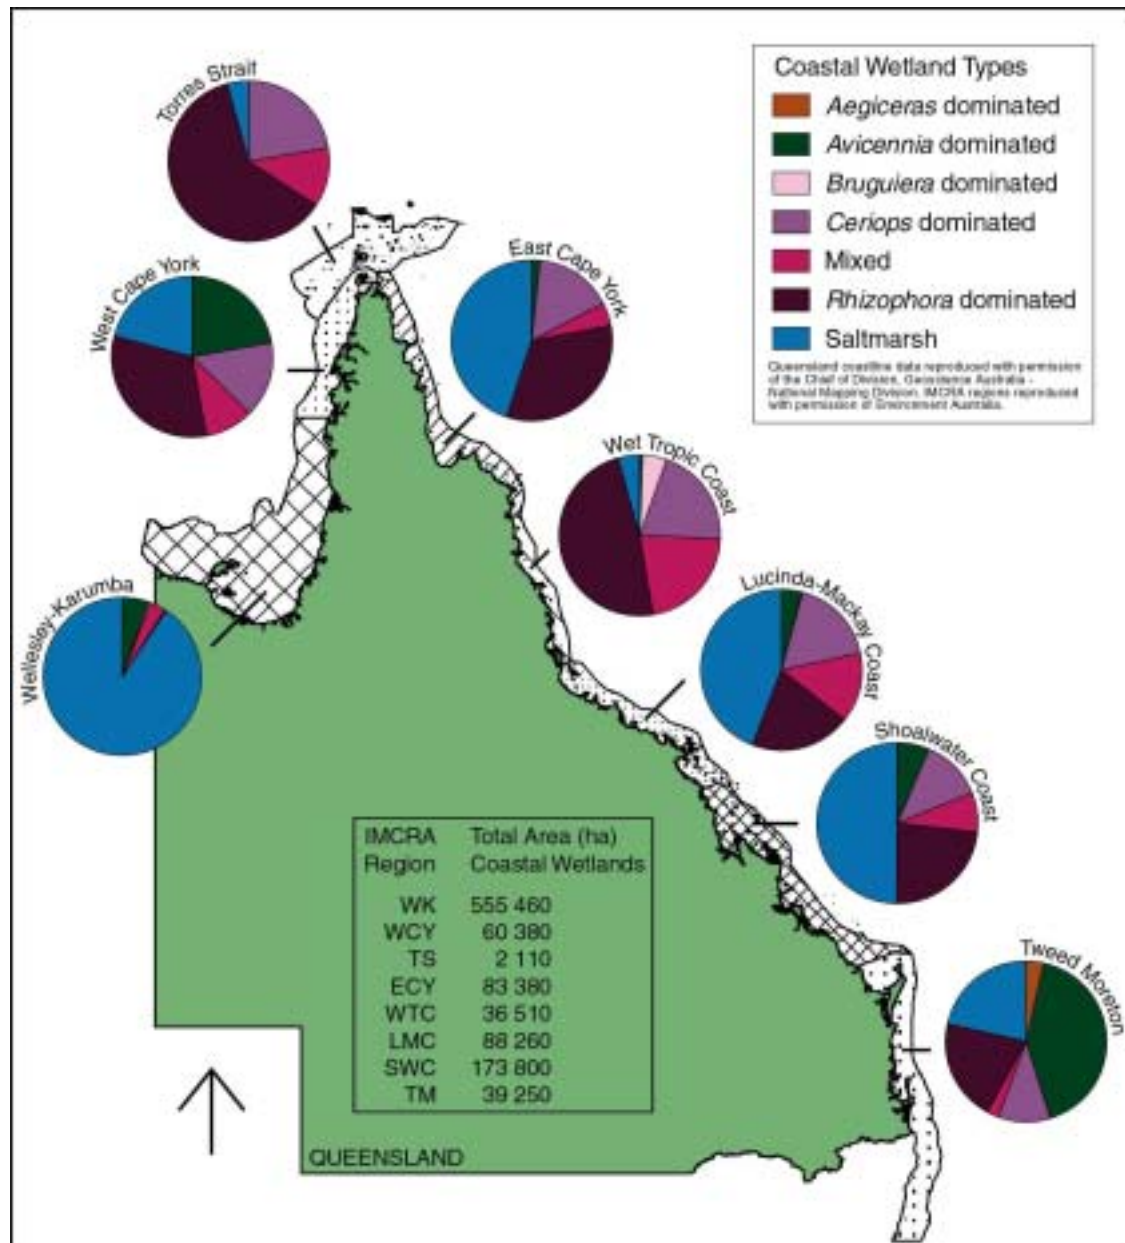 Torres Strait
Coastal Wetland Types
Aegiceras dominated
Avicennia dominated
Bruguiera dominated
Ceriops dominated
Mixed
Rhizophora dominated
Saltmarsh
Queensland coastline data reproduced with permission
of the Chief of Division, Geoscience Australia -
National Mapping Division. IMCRA regions reproduced
with permission of Environment Australia.
West Cape York
East Cape York
Wet Tropic Coast
Wellesley-Karumba
Lucinda-Mackay Coast
Shoalwater Coast
Tweed Moreton
IMCRA Total Area (ha)
Region Coastal Wetlands
WK 555 460
WCY 60 380
TS 2 110
ECY 83 380
WTC 36 510
LMC 88 260
SWC 173 800
TM 39 250
QUEENSLAND